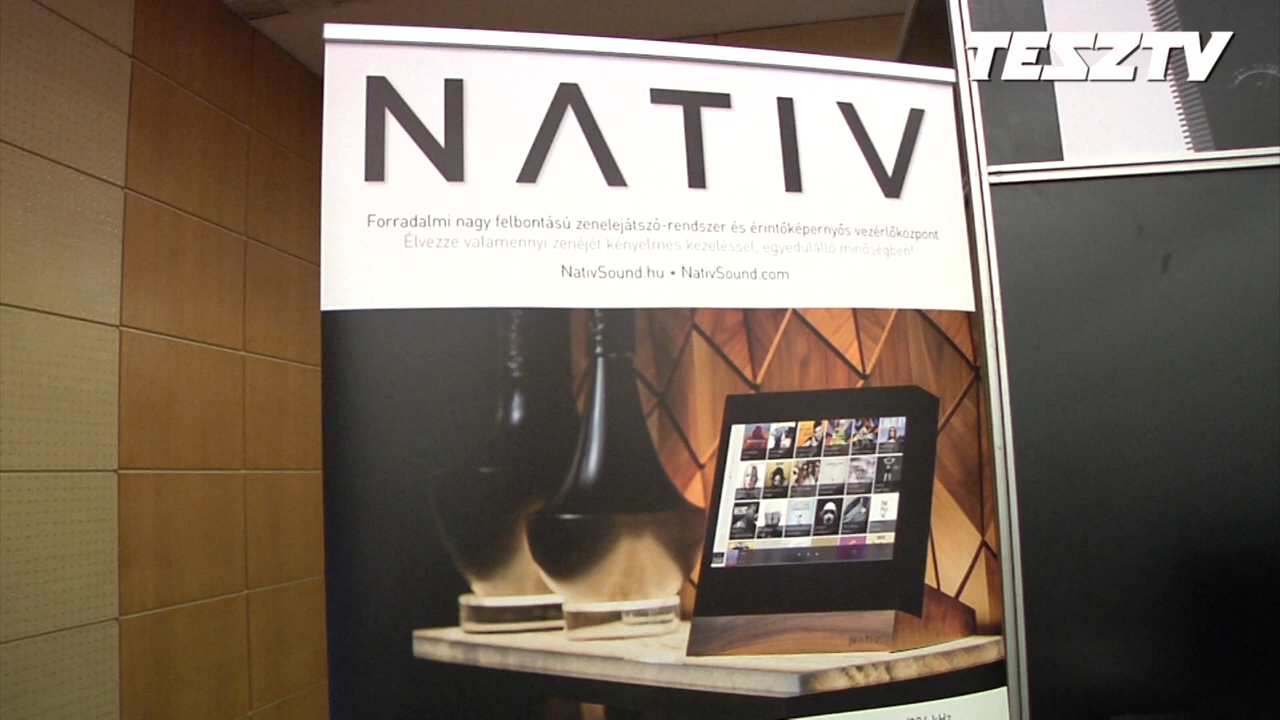 TESZTV
NATIV
Forradalmi nagy felbontású zenelejátszó-rendszer és érintőképernyős vezérlőközpont
Élvezze valamennyi zenéjét kényelmes kezeléssel, egyedülálló minőségben!
NativSound.hu • NativSound.com
NATIV
kHz